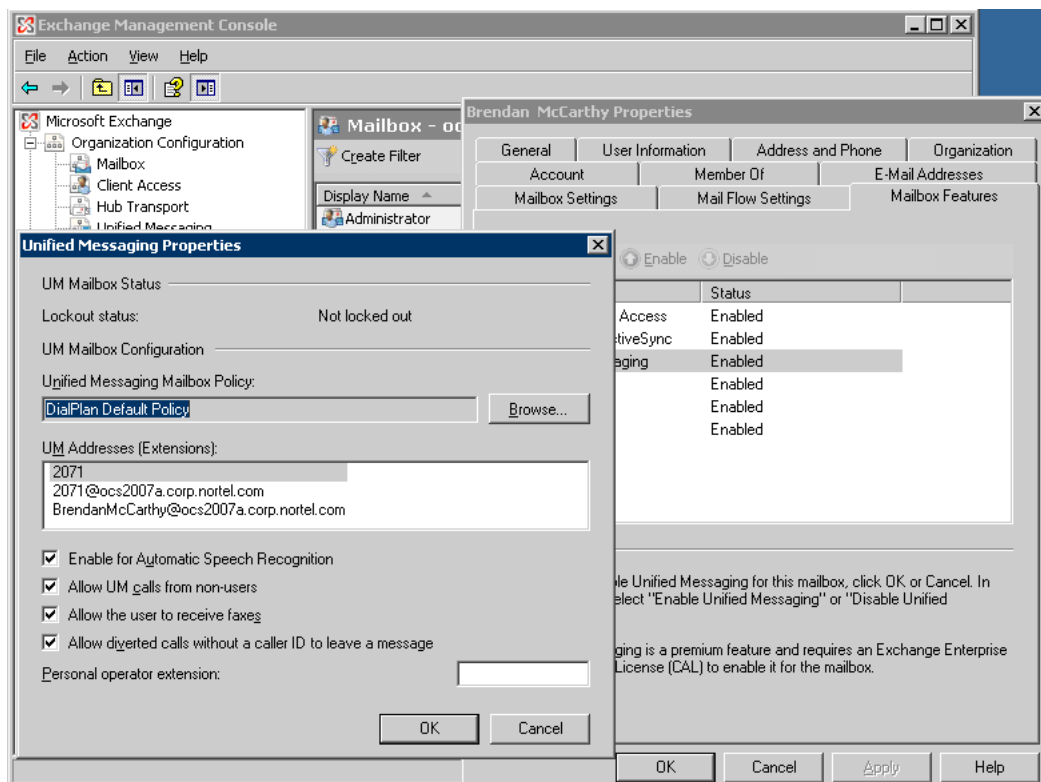 Exchange Management Console
File Action View Help
Microsoft Exchange
Organization Configuration
Mailbox
Client Access
Hub Transport
Unified Messaging
Mailbox - oc
Create Filter
Display Name
Administrator
Brendan McCarthy Properties
General User Information Address and Phone Organization
Account Member Of E-Mail Addresses
Mailbox Settings Mail Flow Settings Mailbox Features
Enable Disable
Status
Access Enabled
ctiveSync Enabled
aging Enabled
Enabled
Enabled
Enabled
le Unified Messaging for this mailbox, click OK or Cancel. In
elect "Enable Unified Messaging" or "Disable Unified
ging is a premium feature and requires an Exchange Enterprise
License (CAL) to enable it for the mailbox.
OK Cancel Apply Help
Unified Messaging Properties
UM Mailbox Status
Lockout status: Not locked out
UM Mailbox Configuration
Unified Messaging Mailbox Policy:
DialPlan Default Policy Browse...
UM Addresses (Extensions):
2071
2071@ocs2007a.corp.nortel.com
BrendanMcCarthy@ocs2007a.corp.nortel.com
Enable for Automatic Speech Recognition
Allow UM calls from non-users
Allow the user to receive faxes
Allow diverted calls without a caller ID to leave a message
Personal operator extension:
OK Cancel